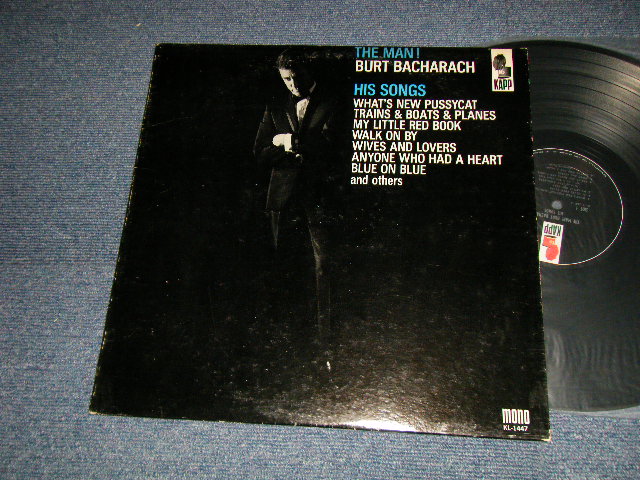 THE MAN!
BURT BACHARACH
KAPP
HIS SONGS
WHAT'S NEW PUSSYCAT
TRAINS & BOATS & PLANES
MY LITTLE RED BOOK
WALK ON BY
WIVES AND LOVERS
ANYONE WHO HAD A HEART
BLUE ON BLUE
and others
KAPP
mono
KL-1447